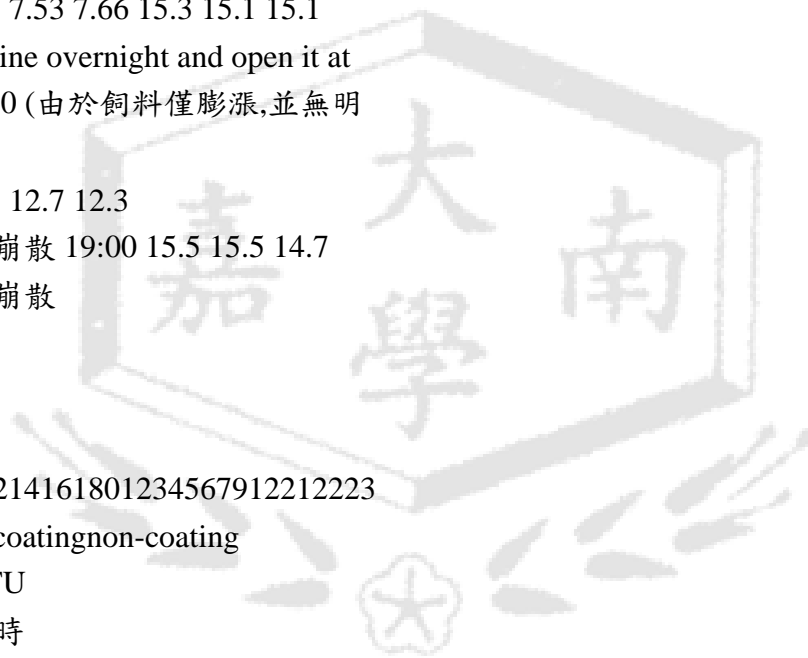 7.53 7.66 15.3 15.1 15.1
ine overnight and open it at
0 (由於飼料僅膨漲,並無明
12.7 12.3
崩散 19:00 15.5 15.5 14.7
崩散
大
嘉 南
學
21416180123456791221 2223
coatingnon-coating
TU
時